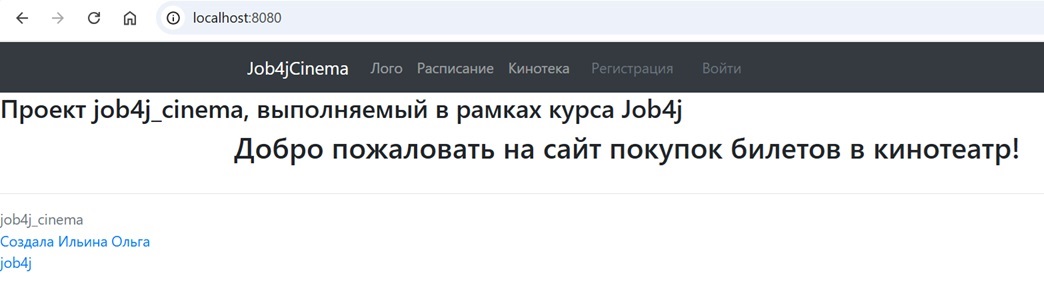 localhost:8080
Job4jCinema Лого Расписание Кинотека Регистрация Войти
Проект job4j_cinema, выполняемый в рамках курса Job4j
Добро пожаловать на сайт покупок билетов в кинотеатр!
job4j_cinema
Создала Ильина Ольга
job4j